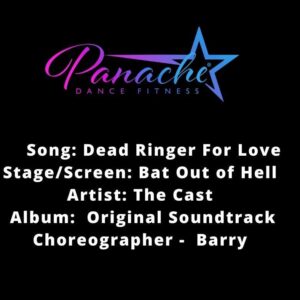 Panache
DANCE FITNESS
Song: Dead Ringer For Love
Stage/Screen: Bat Out of Hell
Artist: The Cast
Album: Original Soundtrack
Choreographer - Barry